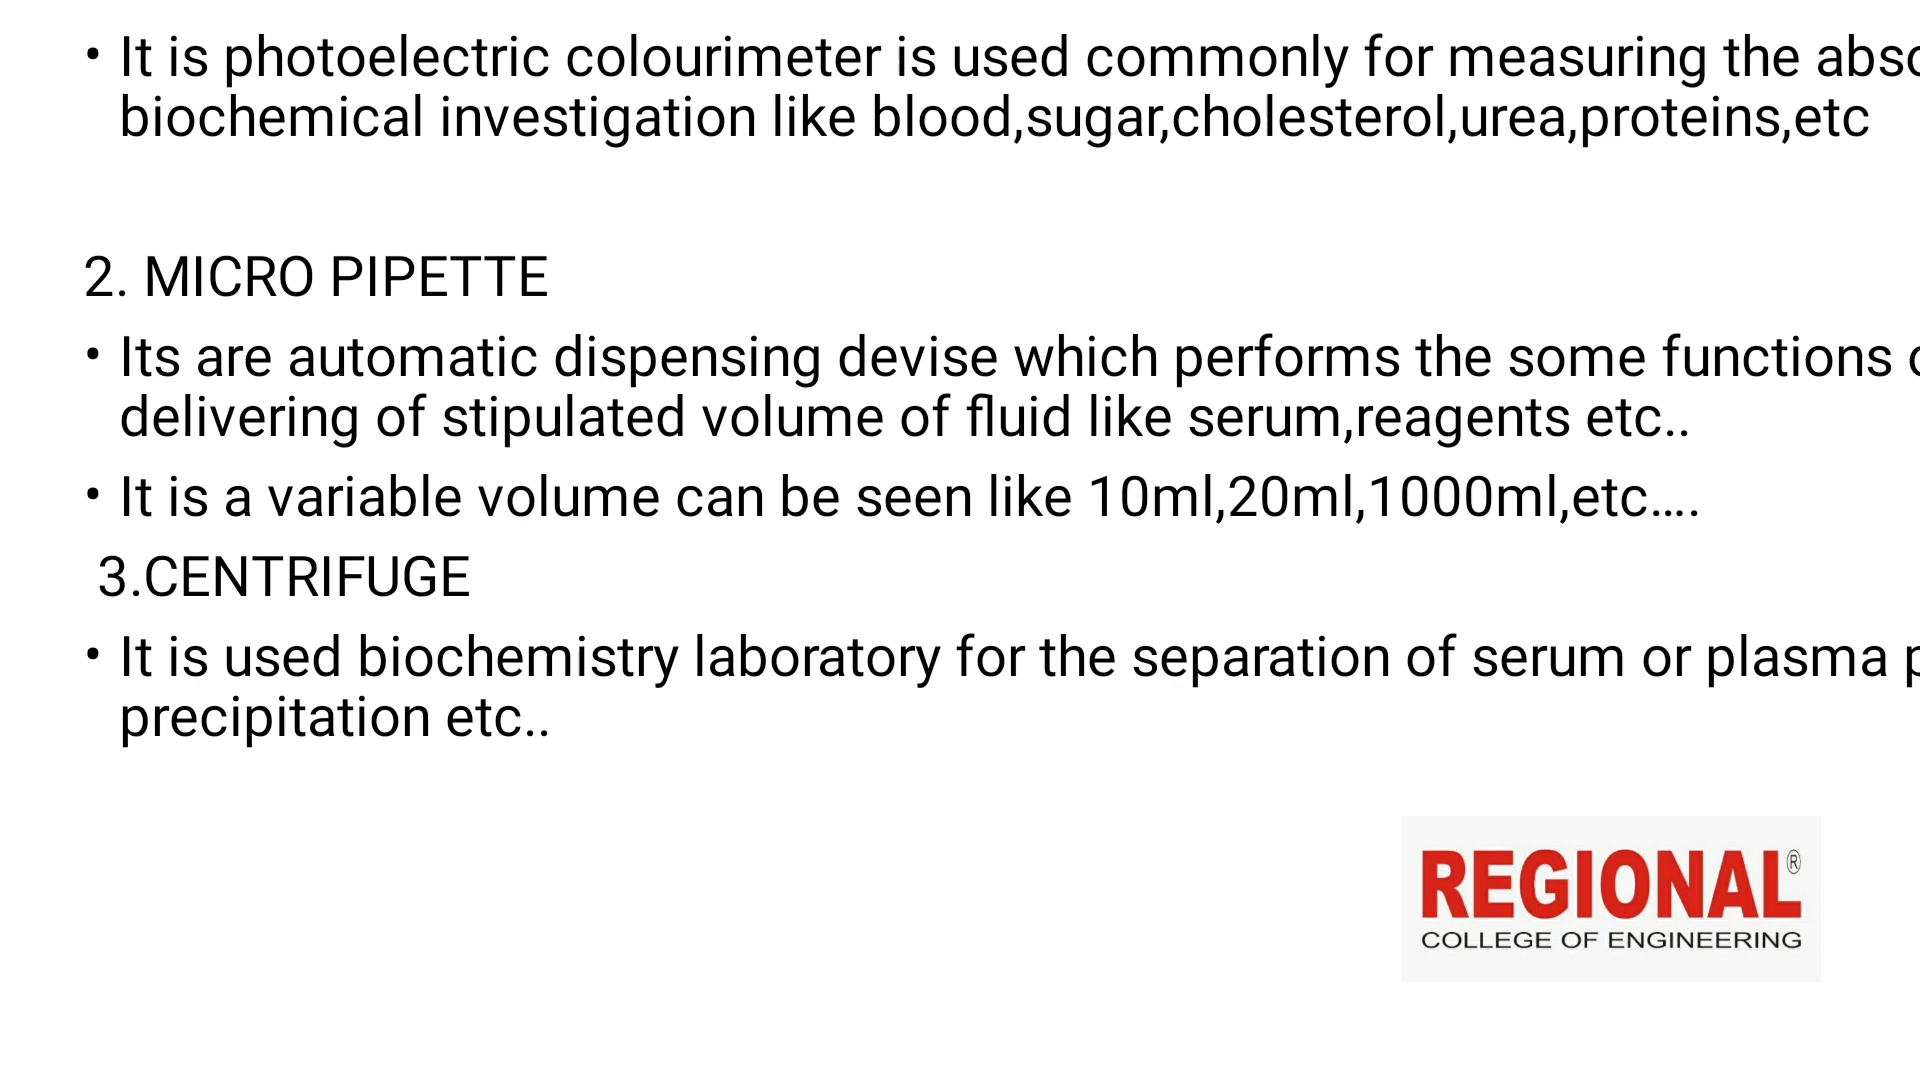 • It is photoelectric colourimeter is used commonly for measuring the
biochemical investigation like blood,sugar,cholesterol,urea,proteins,etc
2. MICRO PIPETTE
• Its are automatic dispensing devise which performs the some functions
delivering of stipulated volume of fluid like serum,reagents etc..
• It is a variable volume can be seen like 10ml,20ml,1000ml,etc....
3.CENTRIFUGE
• It is used biochemistry laboratory for the separation of serum or plasma
precipitation etc..
REGIONAL®
COLLEGE OF ENGINEERING